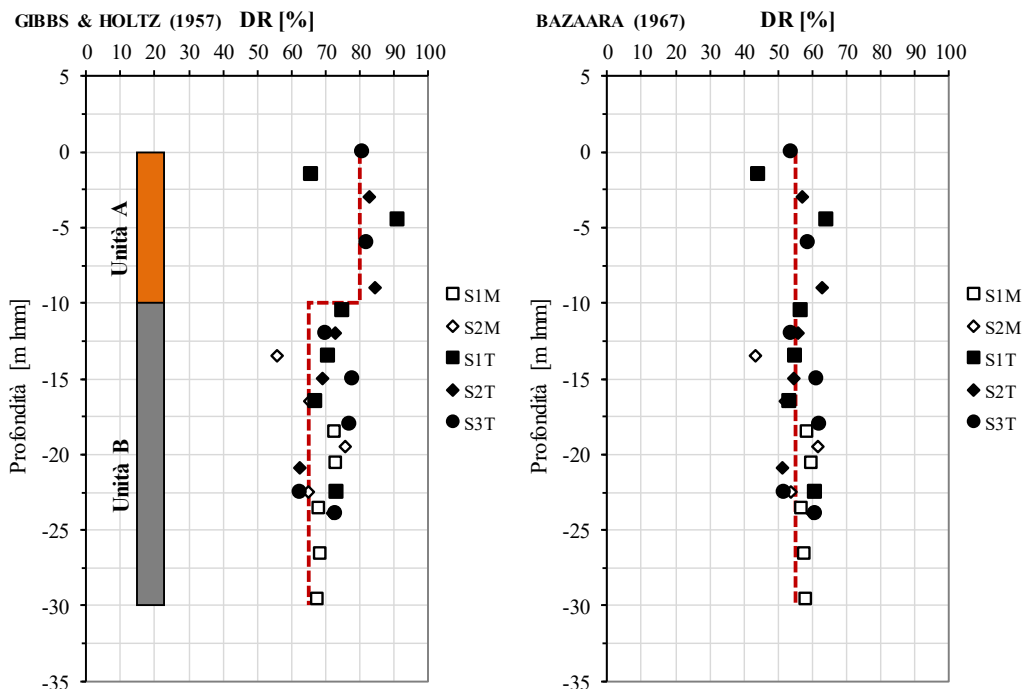 GIBBS & HOLTZ (1957) DR [%]
0 10 20 30 40 50 60 70 80 90 100
5
0
-5
-10
-15
-20
-25
-30
-35
Profondità [m lmm]
Unità A
Unità B
S1M
S2M
S1T
S2T
S3T
BAZAARA (1967) DR [%]
0 10 20 30 40 50 60 70 80 90 100
5
0
-5
-10
-15
-20
-25
-30
-35
Profondità [m lmm]
S1M
S2M
S1T
S2T
S3T